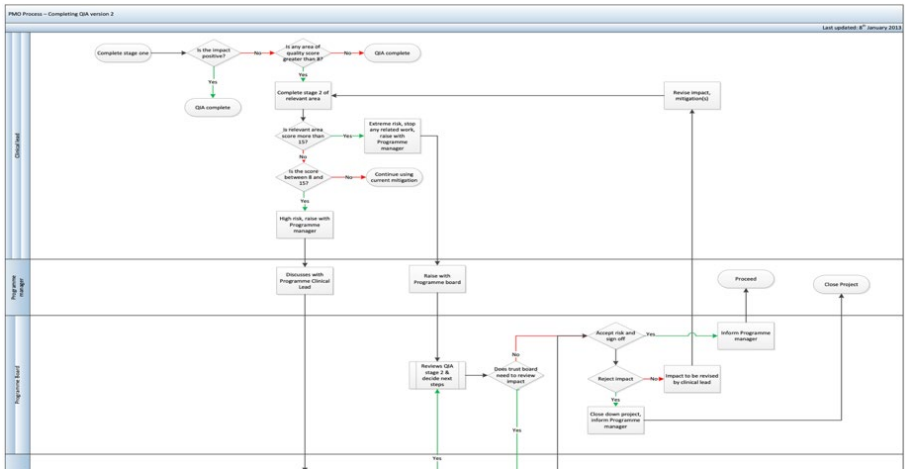 PMO Process – Completing QIA version 2
Last updated: 8th January 2013
Clinical lead
Complete stage one
Is the impact
positive?
No
Is any area of
quality score
greater than 8?
No
QIA complete
Yes
QIA complete
Yes
Complete stage 2 of
relevant area
Revise impact,
mitigation(s)
Is relevant area
score more than
15?
Yes
Extreme risk, stop
any related work,
raise with
Programme
manager
No
Is the score
between 8 and
15?
No
Continue using
current mitigation
Yes
High risk, raise with
Programme
manager
Programme
manager
Discusses with
Programme Clinical
Lead
Raise with
Programme board
Proceed
Close Project
Programme Board
Accept risk and
sign off
Yes
Inform Programme
manager
No
Reviews QIA
stage 2 &
decide next
steps
Does trust board
need to review
impact
Reject impact
No
Impact to be revised
by clinical lead
Yes
Close down project,
inform Programme
manager
Yes
Yes